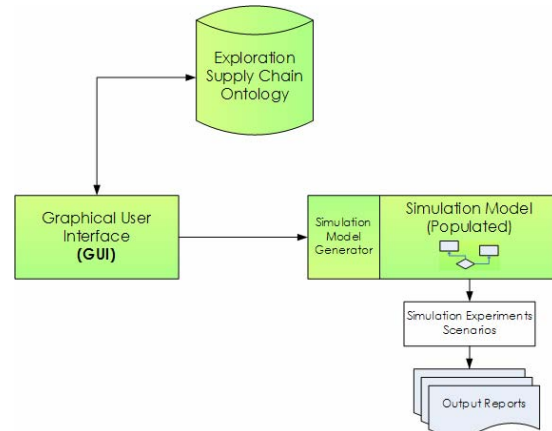 Exploration
Supply Chain
Ontology
Graphical User
Interface
(GUI)
Simulation
Model
Generator
Simulation Model
(Populated)
Simulation Experiments
Scenarios
Output Reports